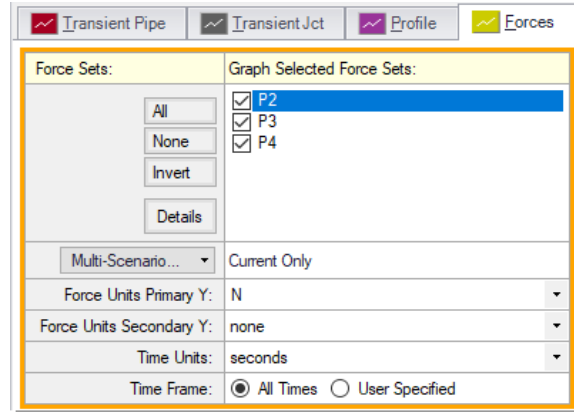 Transient Pipe Transient Jct Profile Forces
Force Sets: Graph Selected Force Sets:
All
None
Invert
Details
P2
P3
P4
Multi-Scenario... Current Only
Force Units Primary Y: N
Force Units Secondary Y: none
Time Units: seconds
Time Frame: All Times User Specified